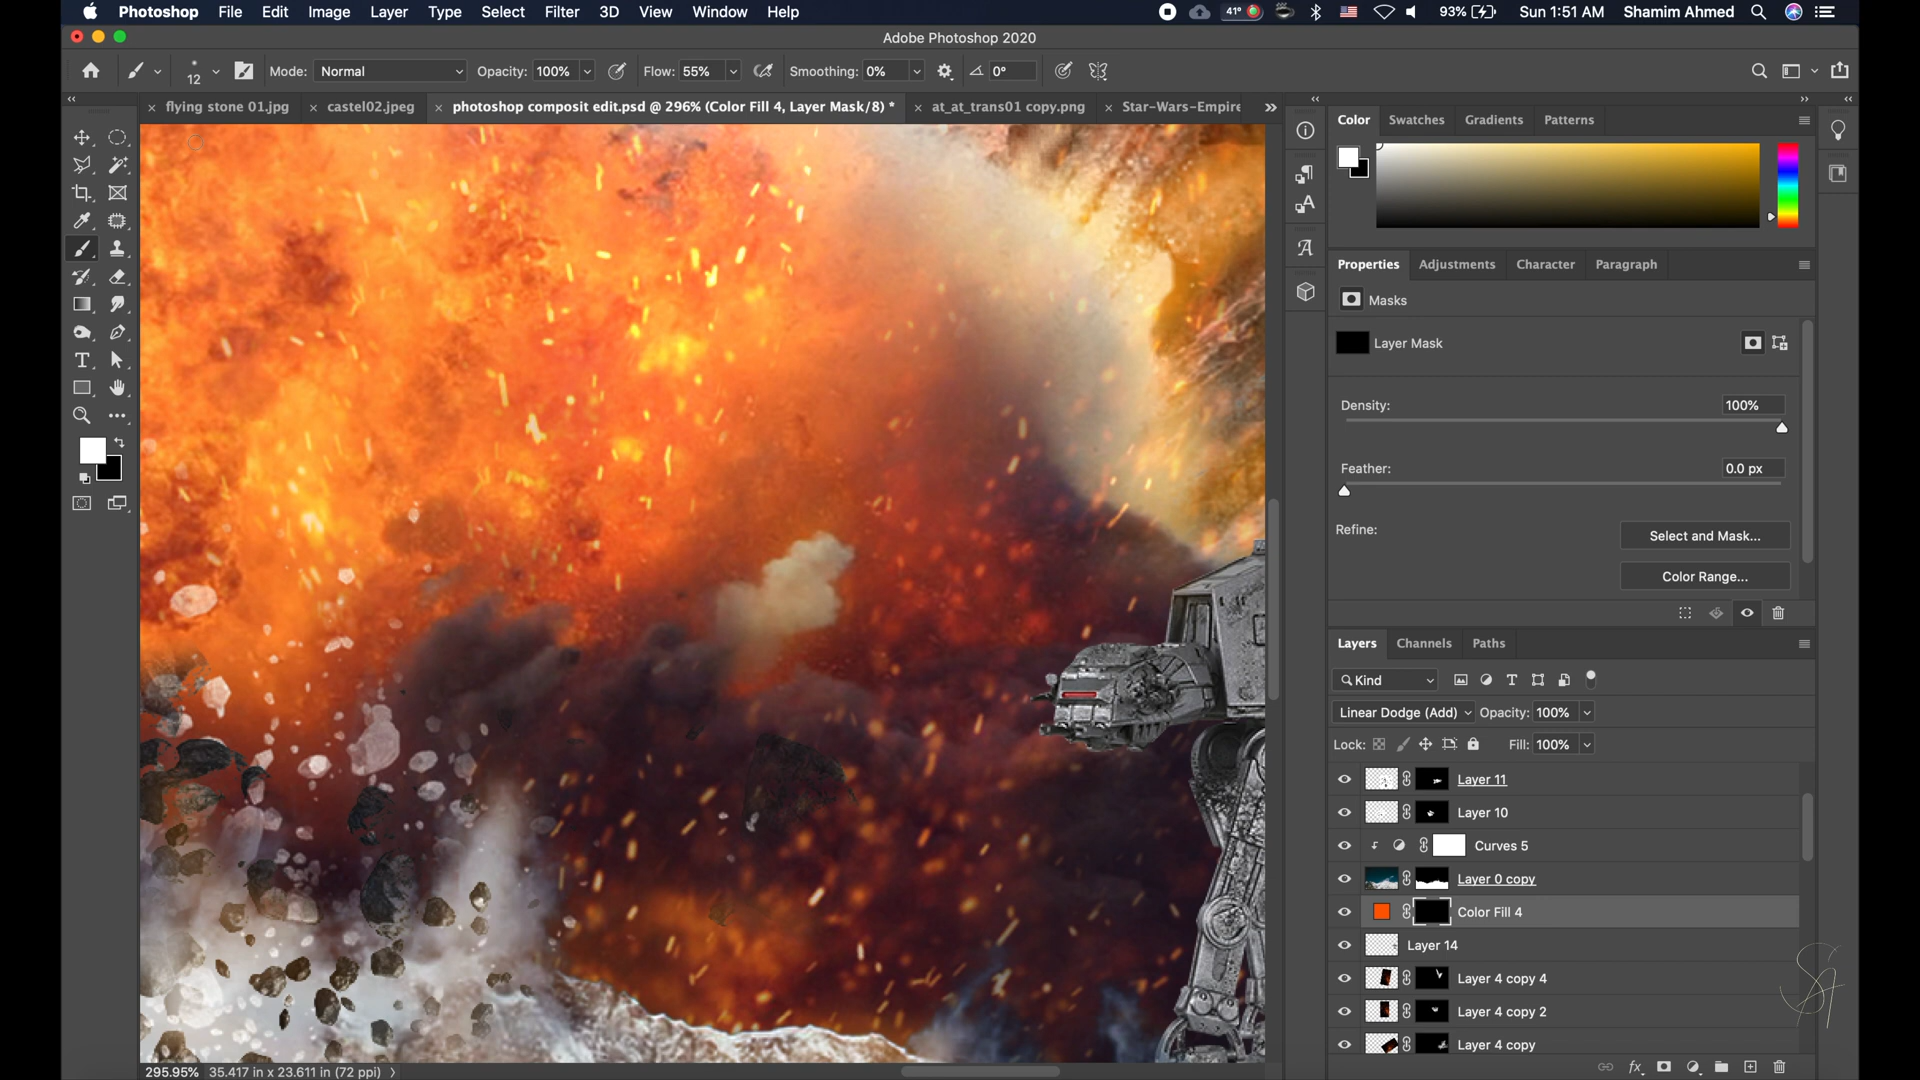 Photoshop File Edit Image Layer Type Select Filter 3D View Window Help 41° 93% Sun 1:51 AM Shamim Ahmed
Adobe Photoshop 2020
12 Mode: Normal Opacity: 100% Flow: 55% Smoothing: 0% 0°
× flying stone 01.jpg × castel02.jpeg × photoshop composit edit.psd @ 296% (Color Fill 4, Layer Mask/8) * × at_at_trans01 copy.png × Star-Wars-Empire
Color Swatches Gradients Patterns
Properties Adjustments Character Paragraph
Masks
Layer Mask
Density: 100%
Feather: 0.0 px
Refine: Select and Mask...
Color Range...
Layers Channels Paths
Kind
Linear Dodge (Add) Opacity: 100%
Lock: Fill: 100%
Layer 11
Layer 10
Curves 5
Layer 0 copy
Color Fill 4
Layer 14
Layer 4 copy 4
Layer 4 copy 2
Layer 4 copy
295.95% 35.417 in x 23.611 in (72 ppi)